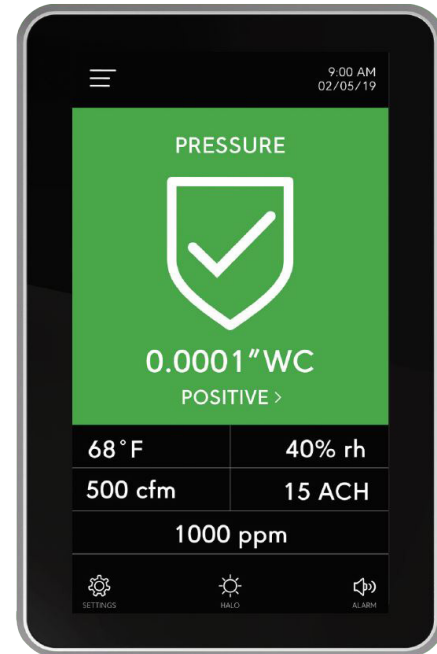 9:00 AM
02/05/19
PRESSURE
0.0001"WC
POSITIVE >
68°F 40% rh
500 cfm 15 ACH
1000 ppm
SETTINGS HALO ALARM